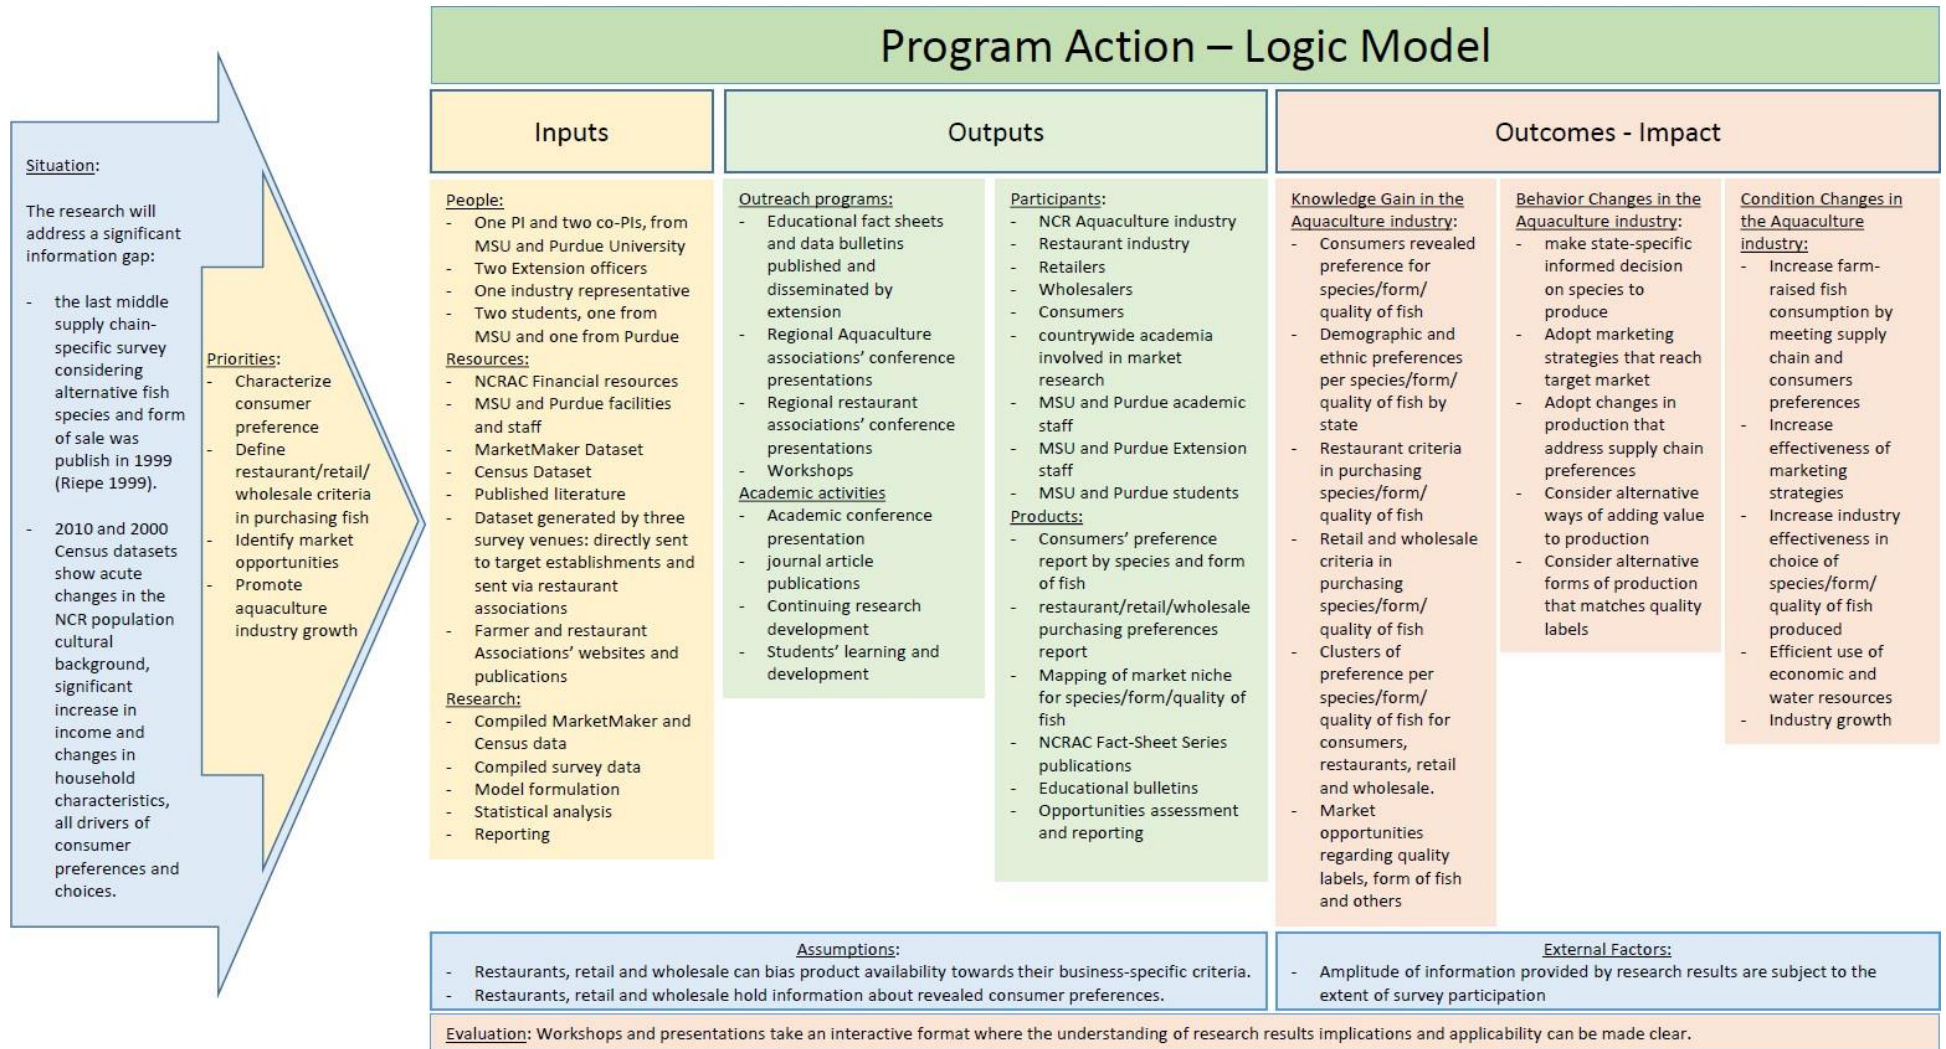 Program Action – Logic Model
Situation:
The research will
address a significant
information gap:
- the last middle
supply chain-
specific survey
considering
alternative fish
species and form
of sale was
publish in 1999
(Riepe 1999).
- 2010 and 2000
Census datasets
show acute
changes in the
NCR population
cultural
background,
significant
increase in
income and
changes in
household
characteristics,
all drivers of
consumer
preferences and
choices.
Priorities:
- Characterize
consumer
preference
- Define
restaurant/retail/
wholesale criteria
in purchasing fish
- Identify market
opportunities
- Promote
aquaculture
industry growth
Inputs
People:
- One PI and two co-PIs, from
MSU and Purdue University
- Two Extension officers
- One industry representative
- Two students, one from
MSU and one from Purdue
Resources:
- NCRAC Financial resources
- MSU and Purdue facilities
and staff
- MarketMaker Dataset
- Census Dataset
- Published literature
- Dataset generated by three
survey venues: directly sent
to target establishments and
sent via restaurant
associations
- Farmer and restaurant
Associations’ websites and
publications
Research:
- Compiled MarketMaker and
Census data
- Compiled survey data
- Model formulation
- Statistical analysis
- Reporting
Outputs
Outreach programs:
- Educational fact sheets
and data bulletins
published and
disseminated by
extension
- Regional Aquaculture
associations’ conference
presentations
- Regional restaurant
associations’ conference
presentations
- Workshops
Academic activities
- Academic conference
presentation
- journal article
publications
- Continuing research
development
- Students’ learning and
development
Participants:
- NCR Aquaculture industry
- Restaurant industry
- Retailers
- Wholesalers
- Consumers
- countrywide academia
involved in market
research
- MSU and Purdue academic
staff
- MSU and Purdue Extension
staff
- MSU and Purdue students
Products:
- Consumers’ preference
report by species and form
of fish
- restaurant/retail/wholesale
purchasing preferences
report
- Mapping of market niche
for species/form/quality of
fish
- NCRAC Fact-Sheet Series
publications
- Educational bulletins
- Opportunities assessment
and reporting
Outcomes - Impact
Knowledge Gain in the
Aquaculture industry:
- Consumers revealed
preference for
species/form/
quality of fish
- Demographic and
ethnic preferences
per species/form/
quality of fish by
state
- Restaurant criteria
in purchasing
species/form/
quality of fish
- Retail and wholesale
criteria in
purchasing
species/form/
quality of fish
- Clusters of
preference per
species/form/
quality of fish for
consumers,
restaurants, retail
and wholesale.
- Market
opportunities
regarding quality
labels, form of fish
and others
Behavior Changes in the
Aquaculture industry:
- make state-specific
informed decision
on species to
produce
- Adopt marketing
strategies that reach
target market
- Adopt changes in
production that
address supply chain
preferences
- Consider alternative
ways of adding value
to production
- Consider alternative
forms of production
that matches quality
labels
Condition Changes in
the Aquaculture
industry:
- Increase farm-
raised fish
consumption by
meeting supply
chain and
consumers
preferences
- Increase
effectiveness of
marketing
strategies
- Increase industry
effectiveness in
choice of
species/form/
quality of fish
produced
- Efficient use of
economic and
water resources
- Industry growth
Assumptions:
- Restaurants, retail and wholesale can bias product availability towards their business-specific criteria.
- Restaurants, retail and wholesale hold information about revealed consumer preferences.
External Factors:
- Amplitude of information provided by research results are subject to the
extent of survey participation
Evaluation: Workshops and presentations take an interactive format where the understanding of research results implications and applicability can be made clear.